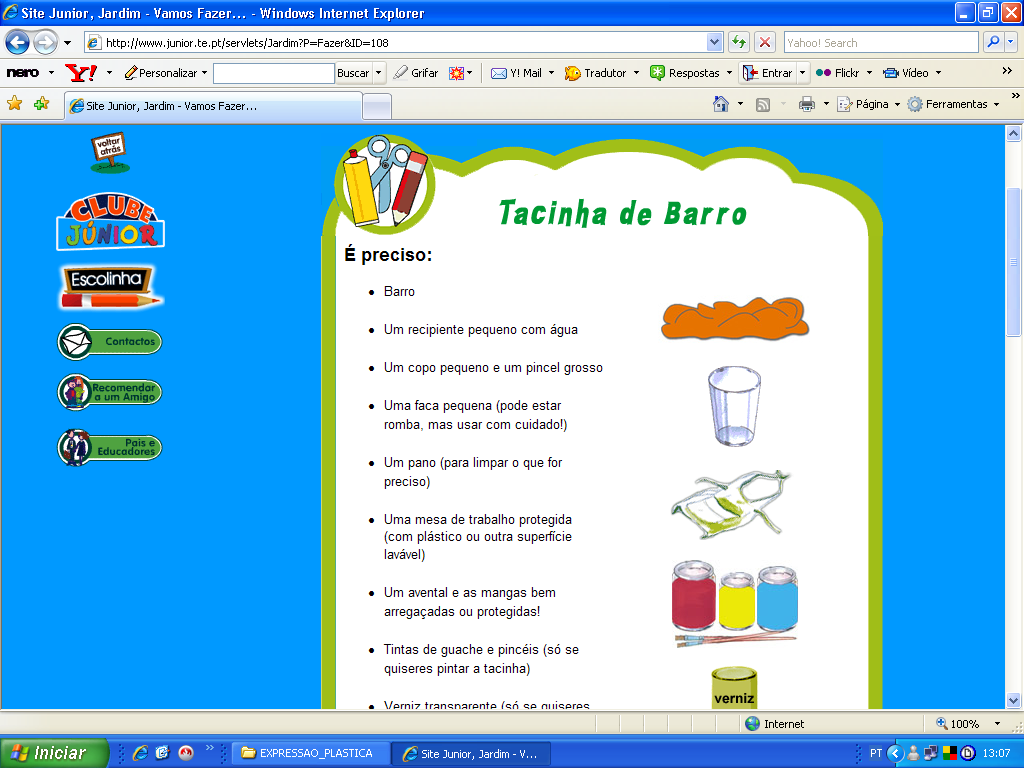 Site Junior, Jardim - Vamos Fazer... - Windows Internet Explorer
http://www.junior.te.pt/servlets/Jardim?P=Fazer&ID=108
Yahoo! Search
nero
Y!
Personalizar
Buscar
Grifar
Y! Mail
Tradutor
Respostas
Entrar
Flickr
Vídeo
Site Junior, Jardim - Vamos Fazer...
Página
Ferramentas
voltar
atrás
CLUBE
JÚNIOR
Escolinha
Contactos
Recomendar
a um Amigo
Pais e
Educadores
Tacinha de Barro
É preciso:
Barro
Um recipiente pequeno com água
Um copo pequeno e um pincel grosso
Uma faca pequena (pode estar
romba, mas usar com cuidado!)
Um pano (para limpar o que for
preciso)
Uma mesa de trabalho protegida
(com plástico ou outra superfície
lavável)
Um avental e as mangas bem
arregaçadas ou protegidas!
Tintas de guache e pincéis (só se
quiseres pintar a tacinha)
Verniz transparente (só se quiseres
verniz
Internet
100%
Iniciar
EXPRESSAO_PLASTICA
Site Junior, Jardim - V...
PT
13:07